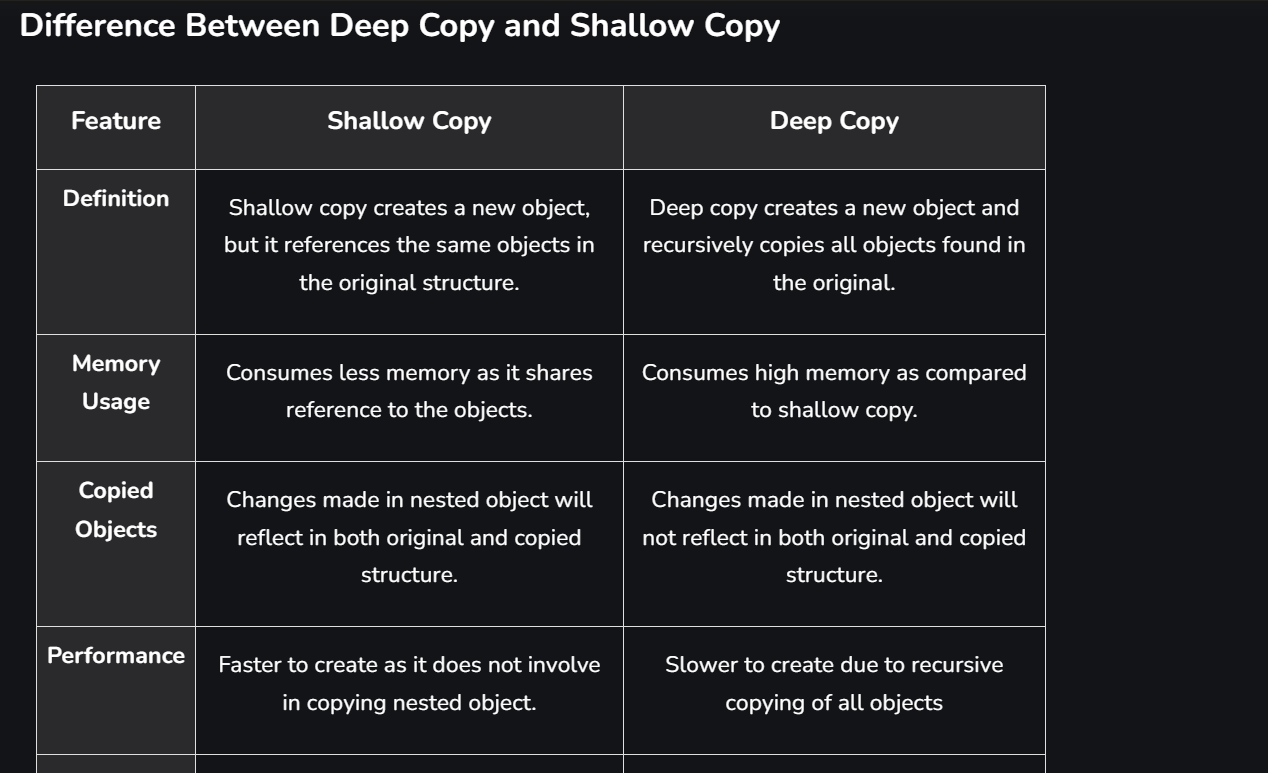 Difference Between Deep Copy and Shallow Copy
Feature
Shallow Copy
Deep Copy
Definition
Shallow copy creates a new object,
but it references the same objects in
the original structure.
Deep copy creates a new object and
recursively copies all objects found in
the original.
Memory
Usage
Consumes less memory as it shares
reference to the objects.
Consumes high memory as compared
to shallow copy.
Copied
Objects
Changes made in nested object will
reflect in both original and copied
structure.
Changes made in nested object will
not reflect in both original and copied
structure.
Performance
Faster to create as it does not involve
in copying nested object.
Slower to create due to recursive
copying of all objects